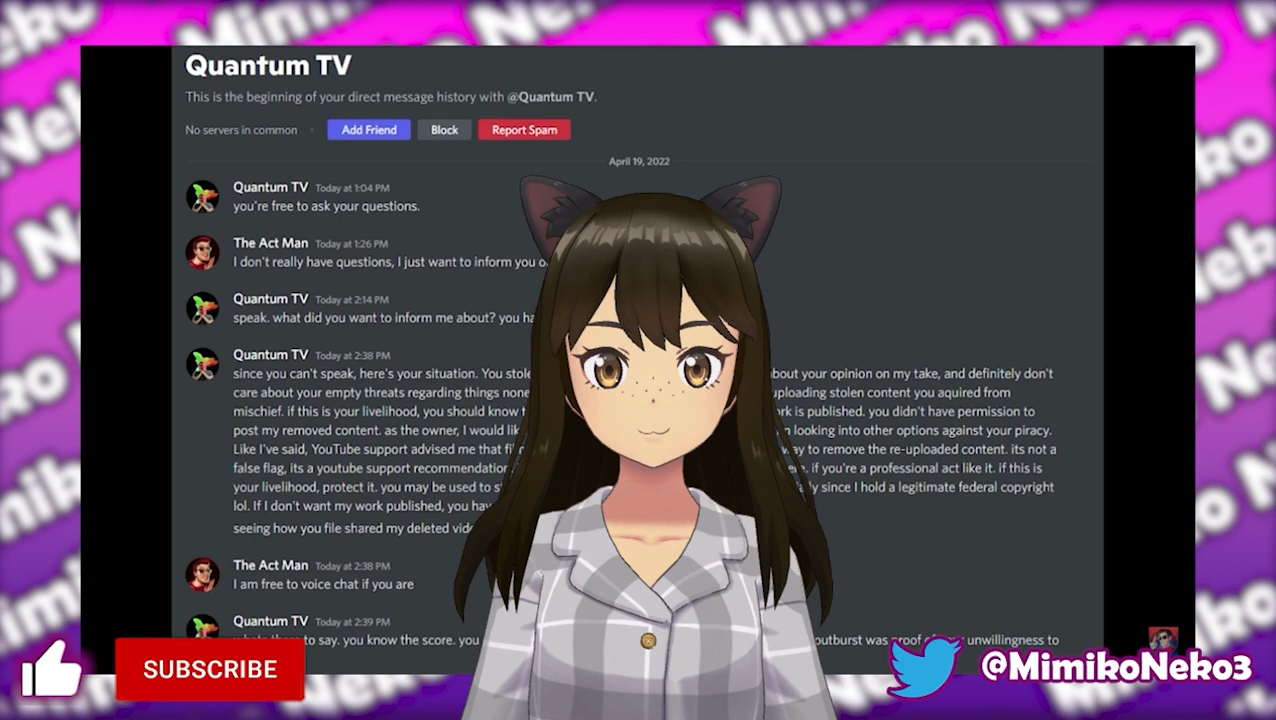 Quantum TV
This is the beginning of your direct message history with @Quantum TV.
No servers in common
Add Friend
Block
Report Spam
April 19, 2022
Quantum TV Today at 1:04 PM
you're free to ask your questions.
The Act Man Today at 1:26 PM
I don't really have questions, I just want to inform you
Quantum TV Today at 2:14 PM
speak. what did you want to inform me about? you
Quantum TV Today at 2:38 PM
since you can't speak, here's your situation. You about your opinion on my take, and definitely don't
care about your empty threats regarding things uploading stolen content you aquired from
mischief. if this is your livelihood, you should know is published. you didn't have permission to
post my removed content. as the owner, I would looking into other options against your piracy.
Like I've said, YouTube support advised me that way to remove the re-uploaded content. its not a
false flag, its a youtube support recommendation if you're a professional act like it. if this is
your livelihood, protect it. you may be used to since I hold a legitimate federal copyright
lol. If I don't want my work published, you
seeing how you file shared my deleted
The Act Man Today at 2:38 PM
I am free to voice chat if you are
Quantum TV Today at 2:39 PM
to say. you know the score. you outburst was proof unwillingness to
SUBSCRIBE
@MimikoNeko3